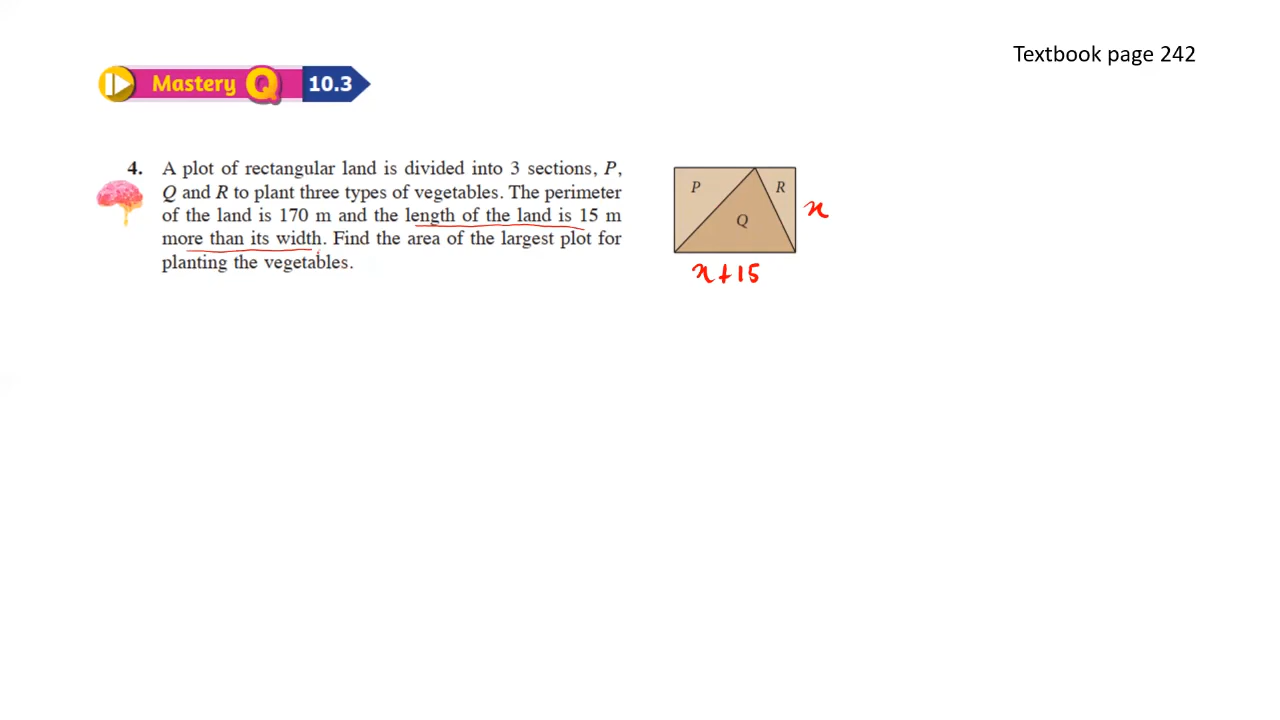 Textbook page 242
Mastery Q 10.3
4. A plot of rectangular land is divided into 3 sections, P,
Q and R to plant three types of vegetables. The perimeter
of the land is 170 m and the length of the land is 15 m
more than its width. Find the area of the largest plot for
planting the vegetables.
P
R
Q
x
x+15